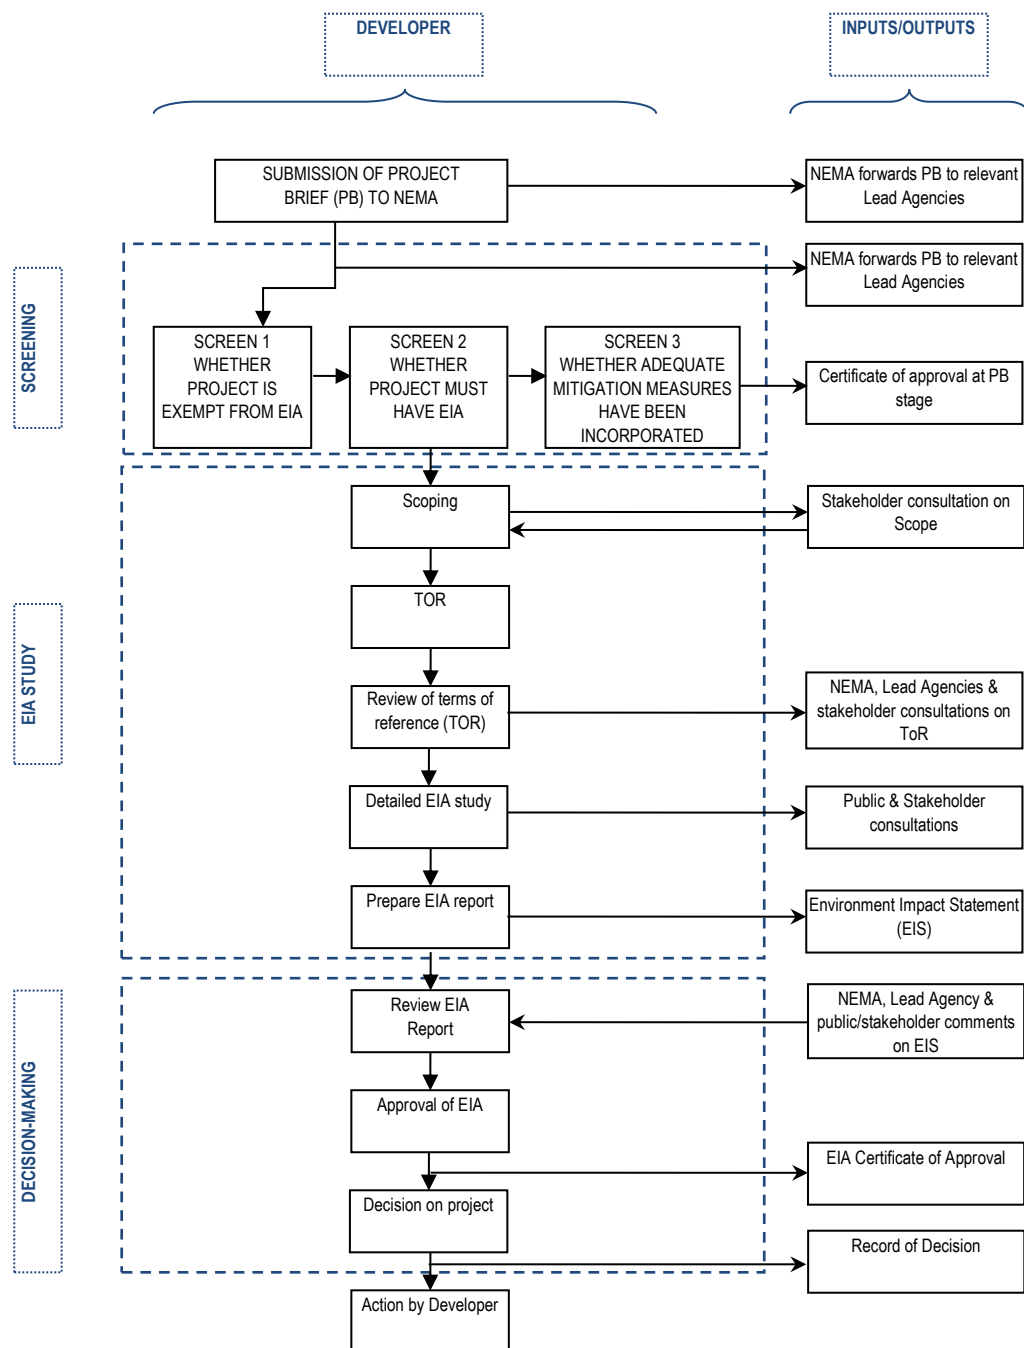 DEVELOPER
INPUTS/OUTPUTS
SUBMISSION OF PROJECT
BRIEF (PB) TO NEMA
NEMA forwards PB to relevant
Lead Agencies
NEMA forwards PB to relevant
Lead Agencies
SCREENING
SCREEN 1
WHETHER
PROJECT IS
EXEMPT FROM EIA
SCREEN 2
WHETHER
PROJECT MUST
HAVE EIA
SCREEN 3
WHETHER ADEQUATE
MITIGATION MEASURES
HAVE BEEN
INCORPORATED
Certificate of approval at PB
stage
EIA STUDY
Scoping
Stakeholder consultation on
Scope
TOR
Review of terms of
reference (TOR)
NEMA, Lead Agencies &
stakeholder consultations on
ToR
Detailed EIA study
Public & Stakeholder
consultations
Prepare EIA report
Environment Impact Statement
(EIS)
DECISION-MAKING
Review EIA
Report
NEMA, Lead Agency &
public/stakeholder comments
on EIS
Approval of EIA
EIA Certificate of Approval
Decision on project
Record of Decision
Action by Developer